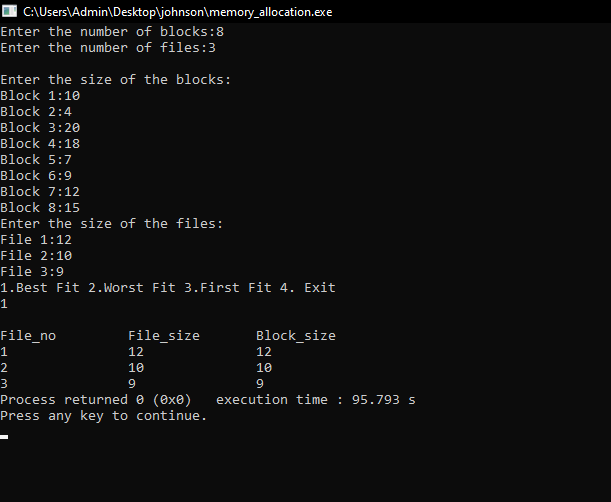 C:\Users\Admin\Desktop\johnson\memory_allocation.exe
Enter the number of blocks:8
Enter the number of files:3
Enter the size of the blocks:
Block 1:10
Block 2:4
Block 3:20
Block 4:18
Block 5:7
Block 6:9
Block 7:12
Block 8:15
Enter the size of the files:
File 1:12
File 2:10
File 3:9
1.Best Fit 2.Worst Fit 3.First Fit 4. Exit
1
File_no         File_size       Block_size
1               12              12
2               10              10
3               9               9
Process returned 0 (0x0)   execution time : 95.793 s
Press any key to continue.